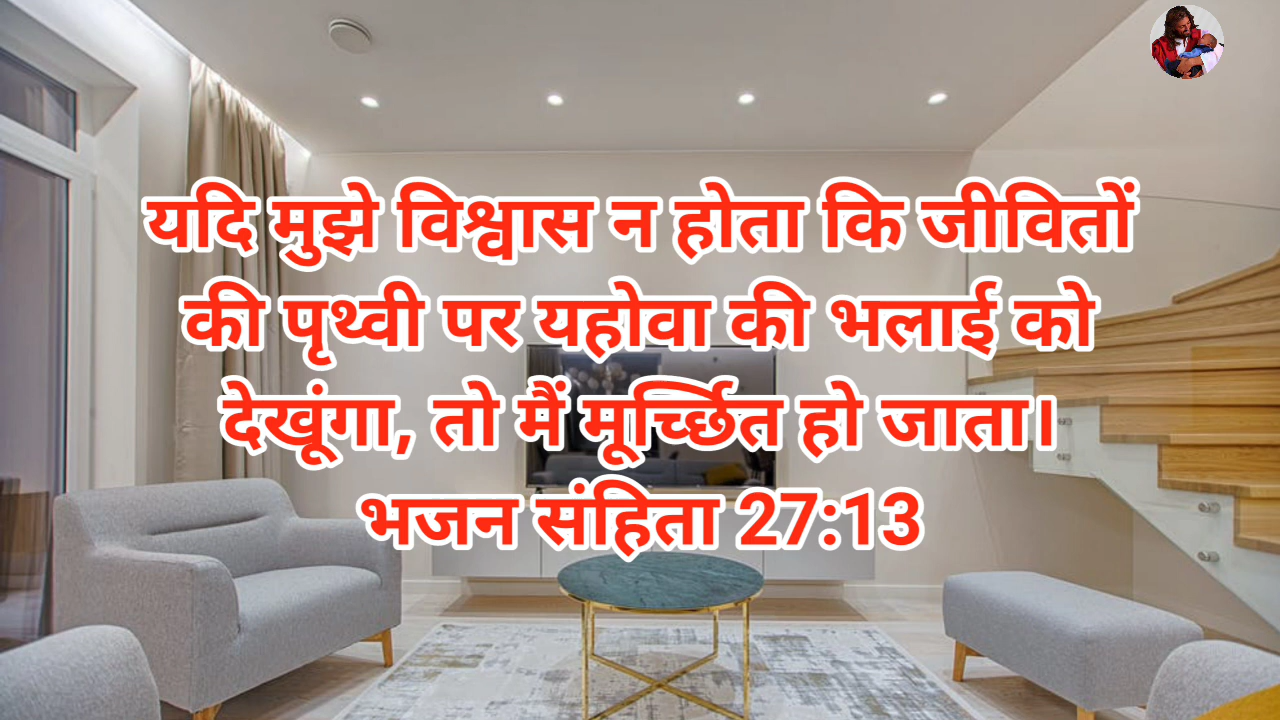 यदि मुझे विश्वास न होता कि जीवितों
की पृथ्वी पर यहोवा की भलाई को
देखूंगा, तो मैं मूर्च्छित हो जाता।
भजन संहिता 27:13